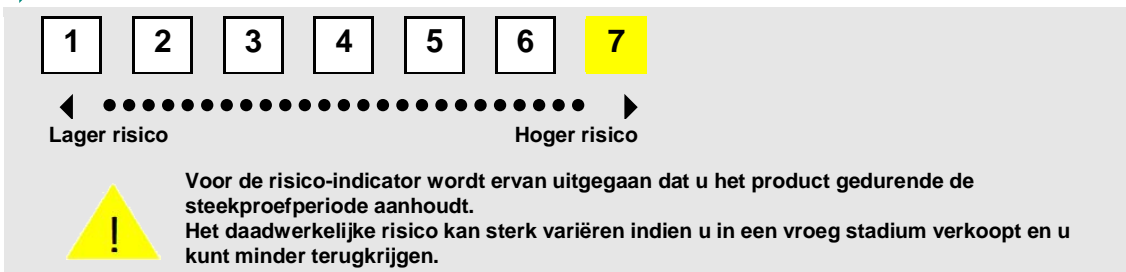 1 2 3 4 5 6 7
Lager risico Hoger risico
!
Voor de risico-indicator wordt ervan uitgegaan dat u het product gedurende de
steekproefperiode aanhoudt.
Het daadwerkelijke risico kan sterk variëren indien u in een vroeg stadium verkoopt en u
kunt minder terugkrijgen.